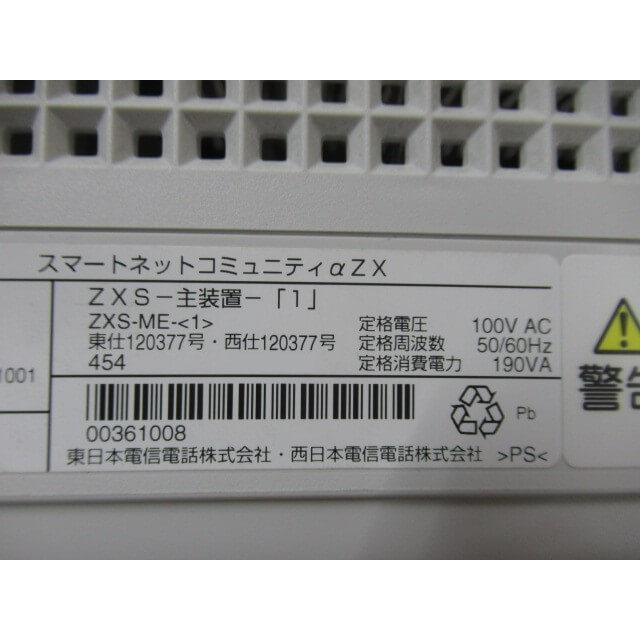 スマートネットコミュニティαZX
ZXS－主装置－「1」
ZXS-ME-<1>
東仕120377号・西仕120377号
454
定格電圧 100V AC
定格周波数 50/60Hz
定格消費電力 190VA
1001
00361008
Pb
東日本電信電話株式会社・西日本電信電話株式会社 >PS<
警告